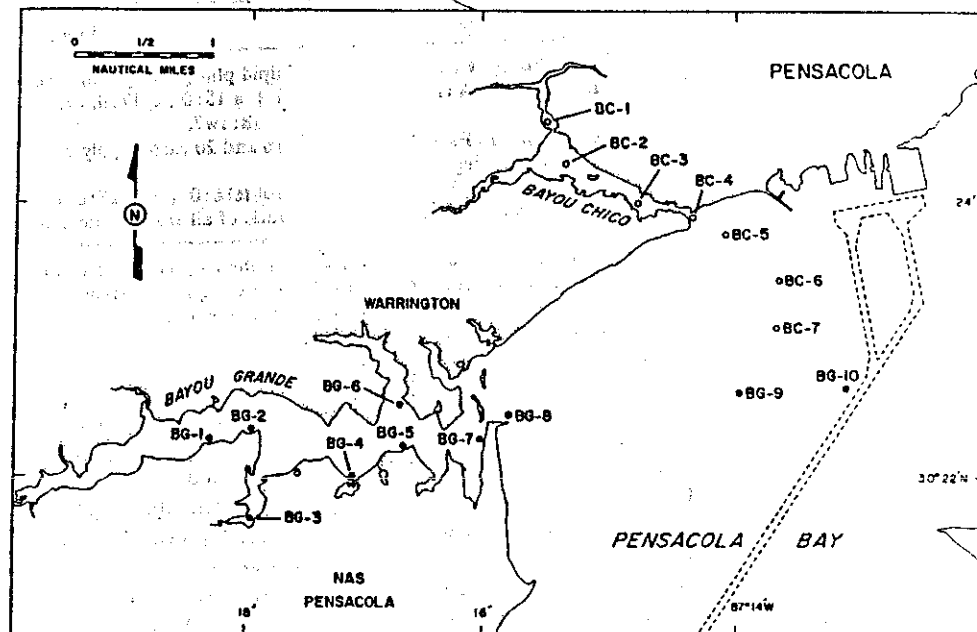 0 1/2 1
NAUTICAL MILES
PENSACOLA
BC-1
BC-2
BC-3
BC-4
BAYOU CHICO
24'
N
BC-5
BC-6
WARRINGTON
BC-7
BAYOU GRANDE
BG-6
BG-9
BG-10
BG-1
BG-2
BG-4
BG-5
BG-7
BG-8
30°22'N
BG-3
PENSACOLA BAY
NAS
PENSACOLA
18'
16'
87°14'W